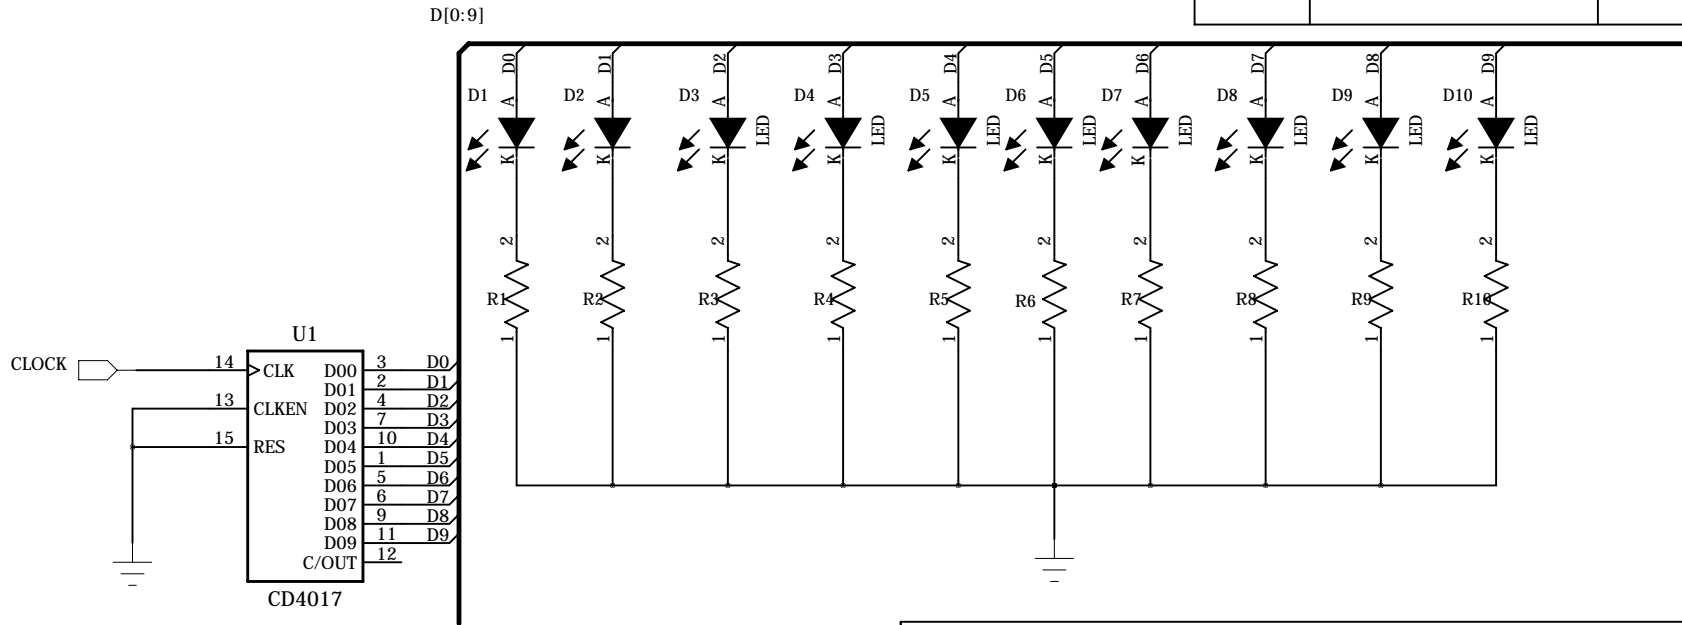 D[0:9]
D0 D1 D2 D3 D4 D5 D6 D7 D8 D9
D1 A D2 A D3 A D4 A D5 A D6 A D7 A D8 A D9 A D10 A
LED LED LED LED LED LED LED LED
K K K K K K K K K K
2 2 2 2 2 2 2 2 2 2
R1 R2 R3 R4 R5 R6 R7 R8 R9 R10
1 1 1 1 1 1 1 1 1 1
U1
CLOCK 14 CLK D00 3 D0
D01 2 D1
13 CLKEN D02 4 D2
D03 7 D3
15 RES D04 10 D4
D05 1 D5
D06 5 D6
D07 6 D7
D08 9 D8
D09 11 D9
C/OUT 12
CD4017